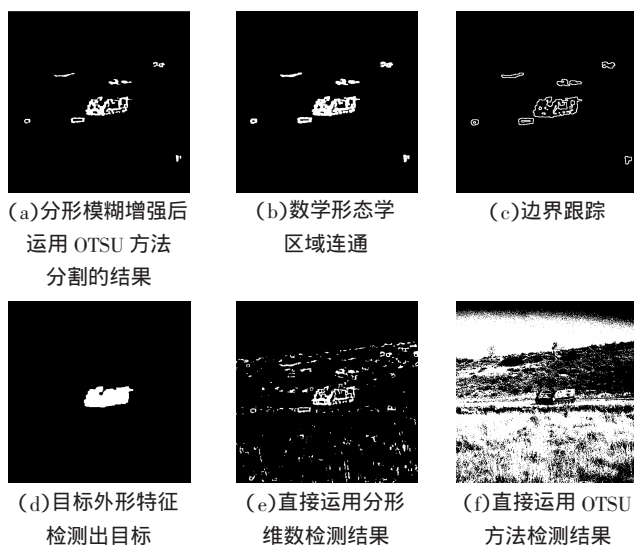 (a)分形模糊增强后
运用 OTSU 方法
分割的结果
(b)数学形态学
区域连通
(c)边界跟踪
(d)目标外形特征
检测出目标
(e)直接运用分形
维数检测结果
(f)直接运用 OTSU
方法检测结果